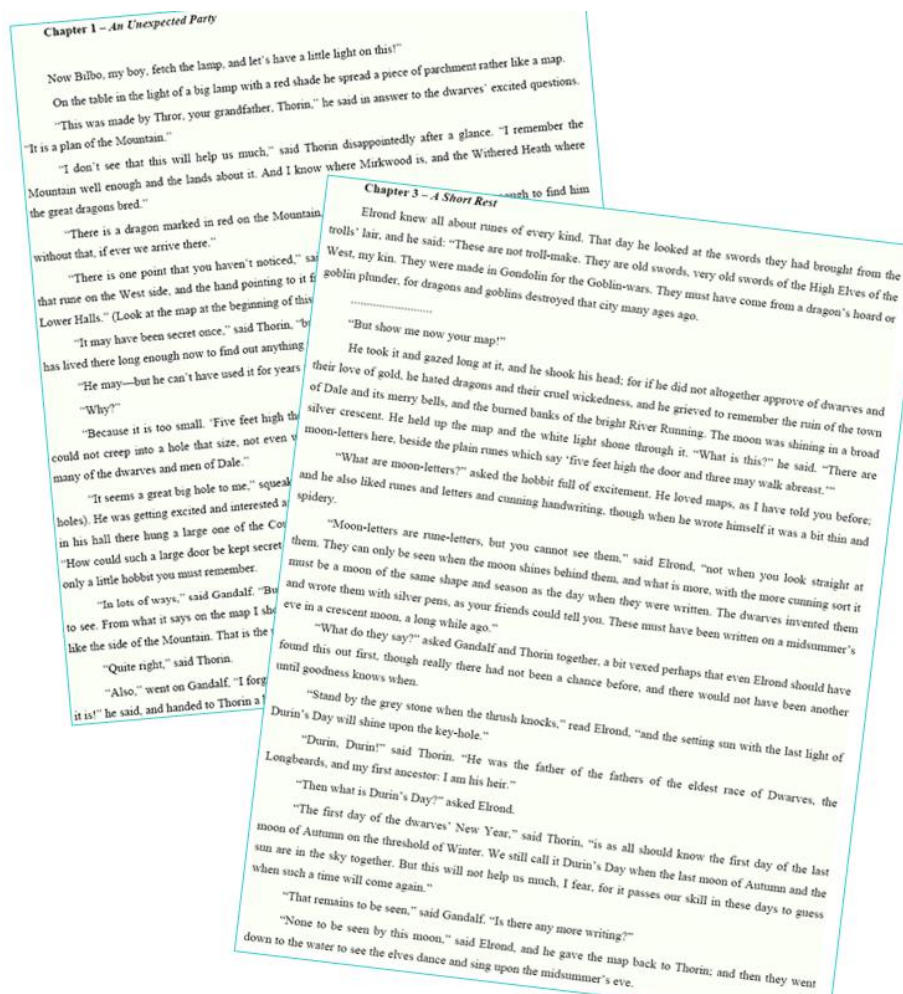 Chapter 1 – An Unexpected Party
Now Bilbo, my boy, fetch the lamp, and let's have a little light on this!"
On the table in the light of a big lamp with a red shade he spread a piece of parchment rather like a map.
"This was made by Thror, your grandfather, Thorin," he said in answer to the dwarves' excited questions.
"It is a plan of the Mountain."
"I don't see that this will help us much," said Thorin disappointedly after a glance. "I remember the
Mountain well enough and the lands about it. And I know where Mirkwood is, and the Withered Heath where
the great dragons bred."
"There is a dragon marked in red on the Mountain, to find him
without that, if ever we arrive there."
"There is one point that you haven't noticed,"
that rune on the West side, and the hand pointing to it
Lower Halls." (Look at the map at the beginning of this
"It may have been secret once," said Thorin,
has lived there long enough now to find out anything
"He may—but he can't have used it for years
"Why?"
"Because it is too small. 'Five feet high
could not creep into a hole that size, not even
many of the dwarves and men of Dale."
"It seems a great big hole to me,"
holes). He was getting excited and interested
in his hall there hung a large one of the
"How could such a large door be kept secret
only a little hobbit you must remember.
"In lots of ways," said Gandalf.
to see. From what it says on the map I
like the side of the Mountain. That is the
"Quite right," said Thorin.
"Also," went on Gandalf, "I
it is!" he said, and handed to Thorin a
Chapter 3 – A Short Rest
Elrond knew all about runes of every kind. That day he looked at the swords they had brought from the
trolls' lair, and he said: "These are not troll-make. They are old swords, very old swords of the High Elves of the
West, my kin. They were made in Gondolin for the Goblin-wars. They must have come from a dragon's hoard or
goblin plunder, for dragons and goblins destroyed that city many ages ago.
........................
"But show me now your map!"
He took it and gazed long at it, and he shook his head; for if he did not altogether approve of dwarves and
their love of gold, he hated dragons and their cruel wickedness, and he grieved to remember the ruin of the town
of Dale and its merry bells, and the burned banks of the bright River Running. The moon was shining in a broad
silver crescent. He held up the map and the white light shone through it. "What is this?" he said. "There are
moon-letters here, beside the plain runes which say 'five feet high the door and three may walk abreast.'"
"What are moon-letters?" asked the hobbit full of excitement. He loved maps, as I have told you before;
and he also liked runes and letters and cunning handwriting, though when he wrote himself it was a bit thin and
spidery.
"Moon-letters are rune-letters, but you cannot see them," said Elrond, "not when you look straight at
them. They can only be seen when the moon shines behind them, and what is more, with the more cunning sort it
must be a moon of the same shape and season as the day when they were written. The dwarves invented them
and wrote them with silver pens, as your friends could tell you. These must have been written on a midsummer's
eve in a crescent moon, a long while ago."
"What do they say?" asked Gandalf and Thorin together, a bit vexed perhaps that even Elrond should have
found this out first, though really there had not been a chance before, and there would not have been another
until goodness knows when.
"Stand by the grey stone when the thrush knocks," read Elrond, "and the setting sun with the last light of
Durin's Day will shine upon the key-hole."
"Durin, Durin!" said Thorin. "He was the father of the fathers of the eldest race of Dwarves, the
Longbeards, and my first ancestor: I am his heir."
"Then what is Durin's Day?" asked Elrond.
"The first day of the dwarves' New Year," said Thorin, "is as all should know the first day of the last
moon of Autumn on the threshold of Winter. We still call it Durin's Day when the last moon of Autumn and the
sun are in the sky together. But this will not help us much, I fear, for it passes our skill in these days to guess
when such a time will come again."
"That remains to be seen," said Gandalf. "Is there any more writing?"
"None to be seen by this moon," said Elrond, and he gave the map back to Thorin; and then they went
down to the water to see the elves dance and sing upon the midsummer's eve.